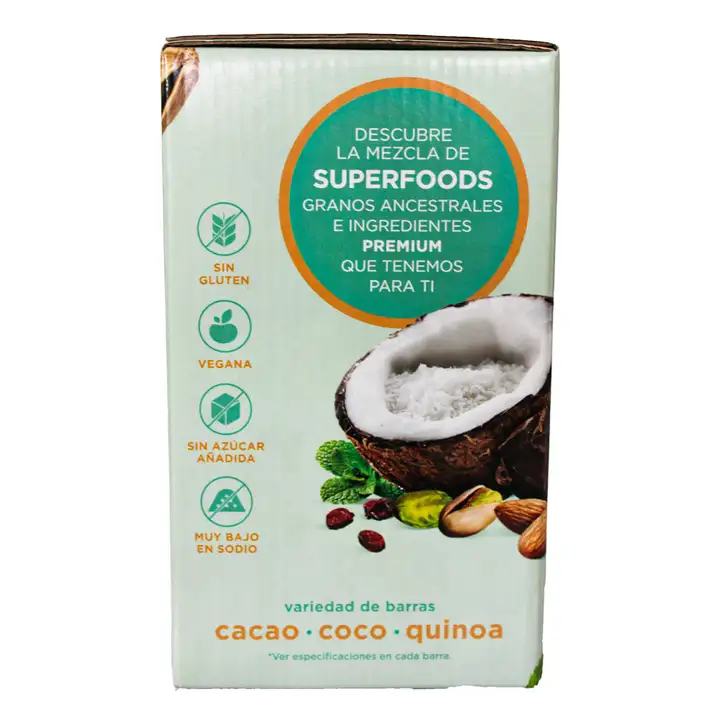 DESCUBRE
LA MEZCLA DE
SUPERFOODS
GRANOS ANCESTRALES
E INGREDIENTES
PREMIUM
QUE TENEMOS
PARA TI
SIN
GLUTEN
VEGANA
SIN AZÚCAR
AÑADIDA
MUY BAJO
EN SODIO
variedad de barras
cacao · coco · quinoa
*Ver especificaciones en cada barra.